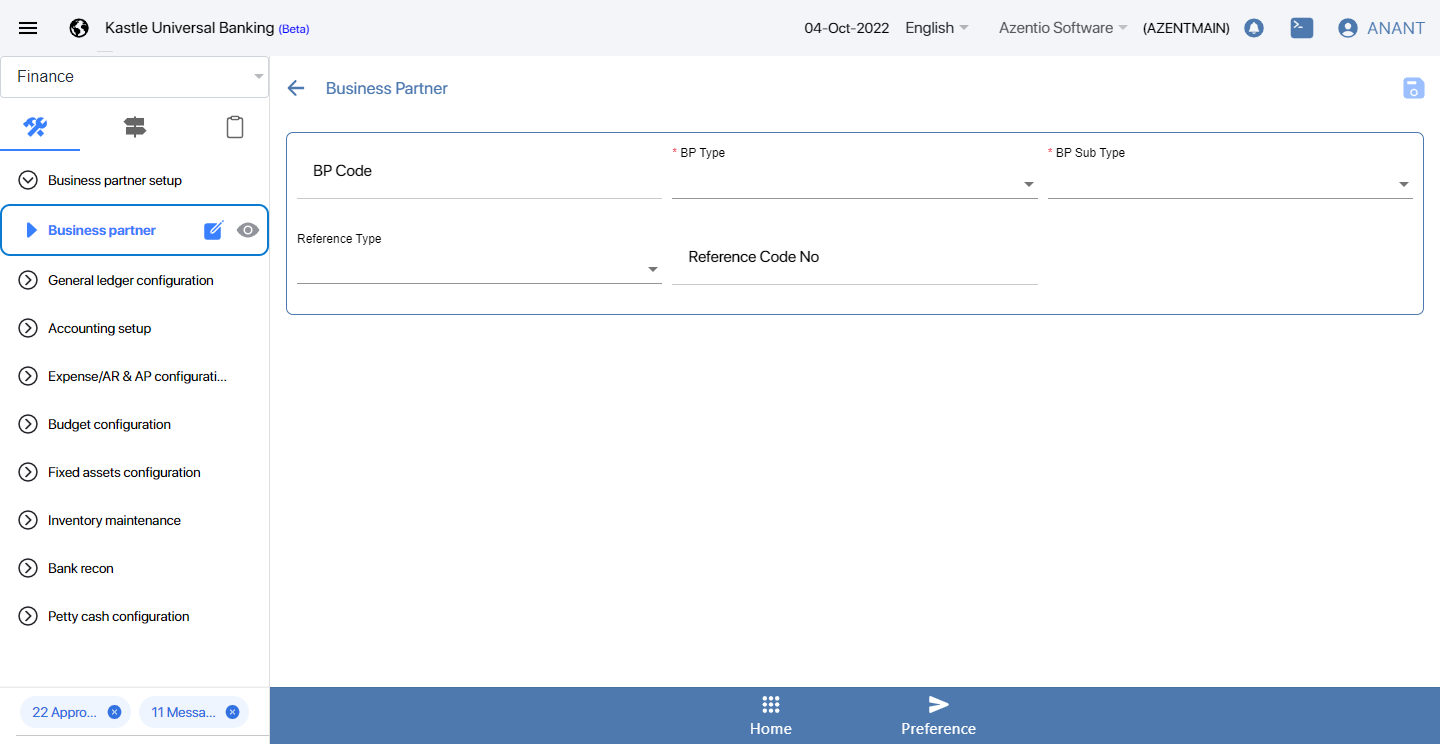 Kastle Universal Banking (Beta)
04-Oct-2022 English Azentio Software (AZENTMAIN) ANANT
Finance
Business Partner
BP Code
* BP Type
* BP Sub Type
Reference Type
Reference Code No
Business partner setup
Business partner
General ledger configuration
Accounting setup
Expense/AR & AP configurati...
Budget configuration
Fixed assets configuration
Inventory maintenance
Bank recon
Petty cash configuration
22 Appro...
11 Messa...
Home
Preference